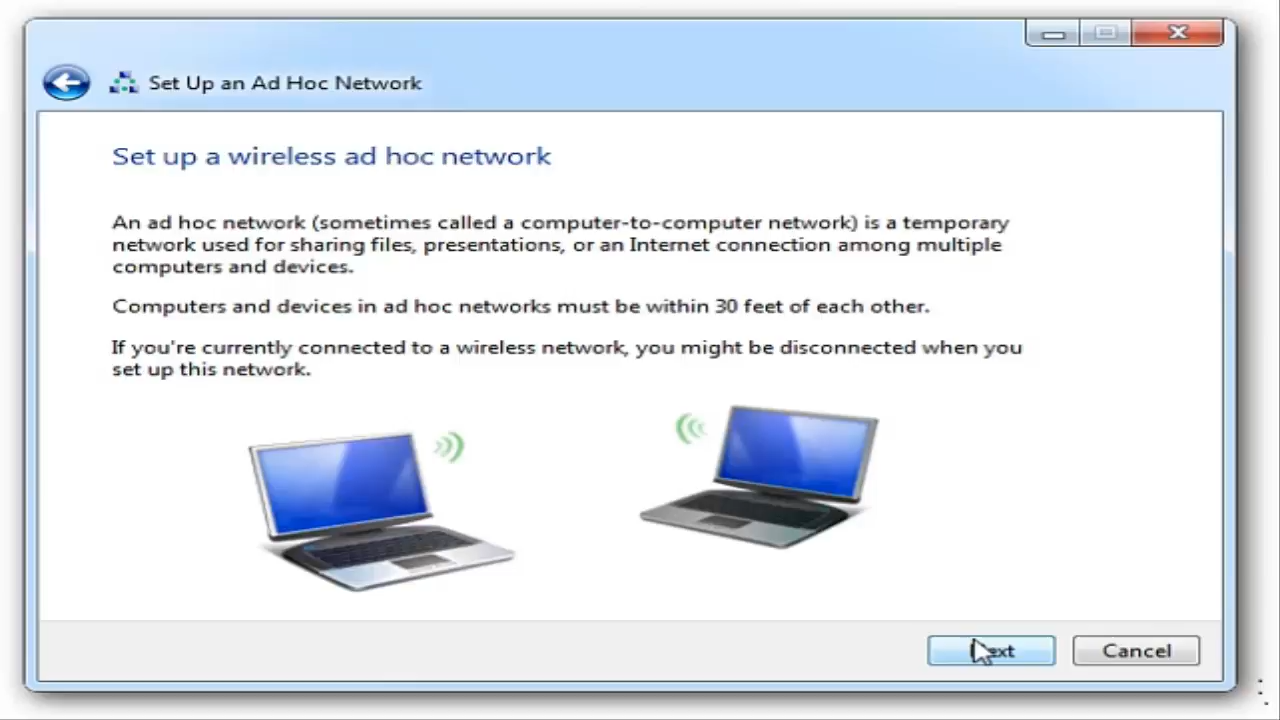 Set Up an Ad Hoc Network
Set up a wireless ad hoc network
An ad hoc network (sometimes called a computer-to-computer network) is a temporary
network used for sharing files, presentations, or an Internet connection among multiple
computers and devices.
Computers and devices in ad hoc networks must be within 30 feet of each other.
If you're currently connected to a wireless network, you might be disconnected when you
set up this network.
Next
Cancel